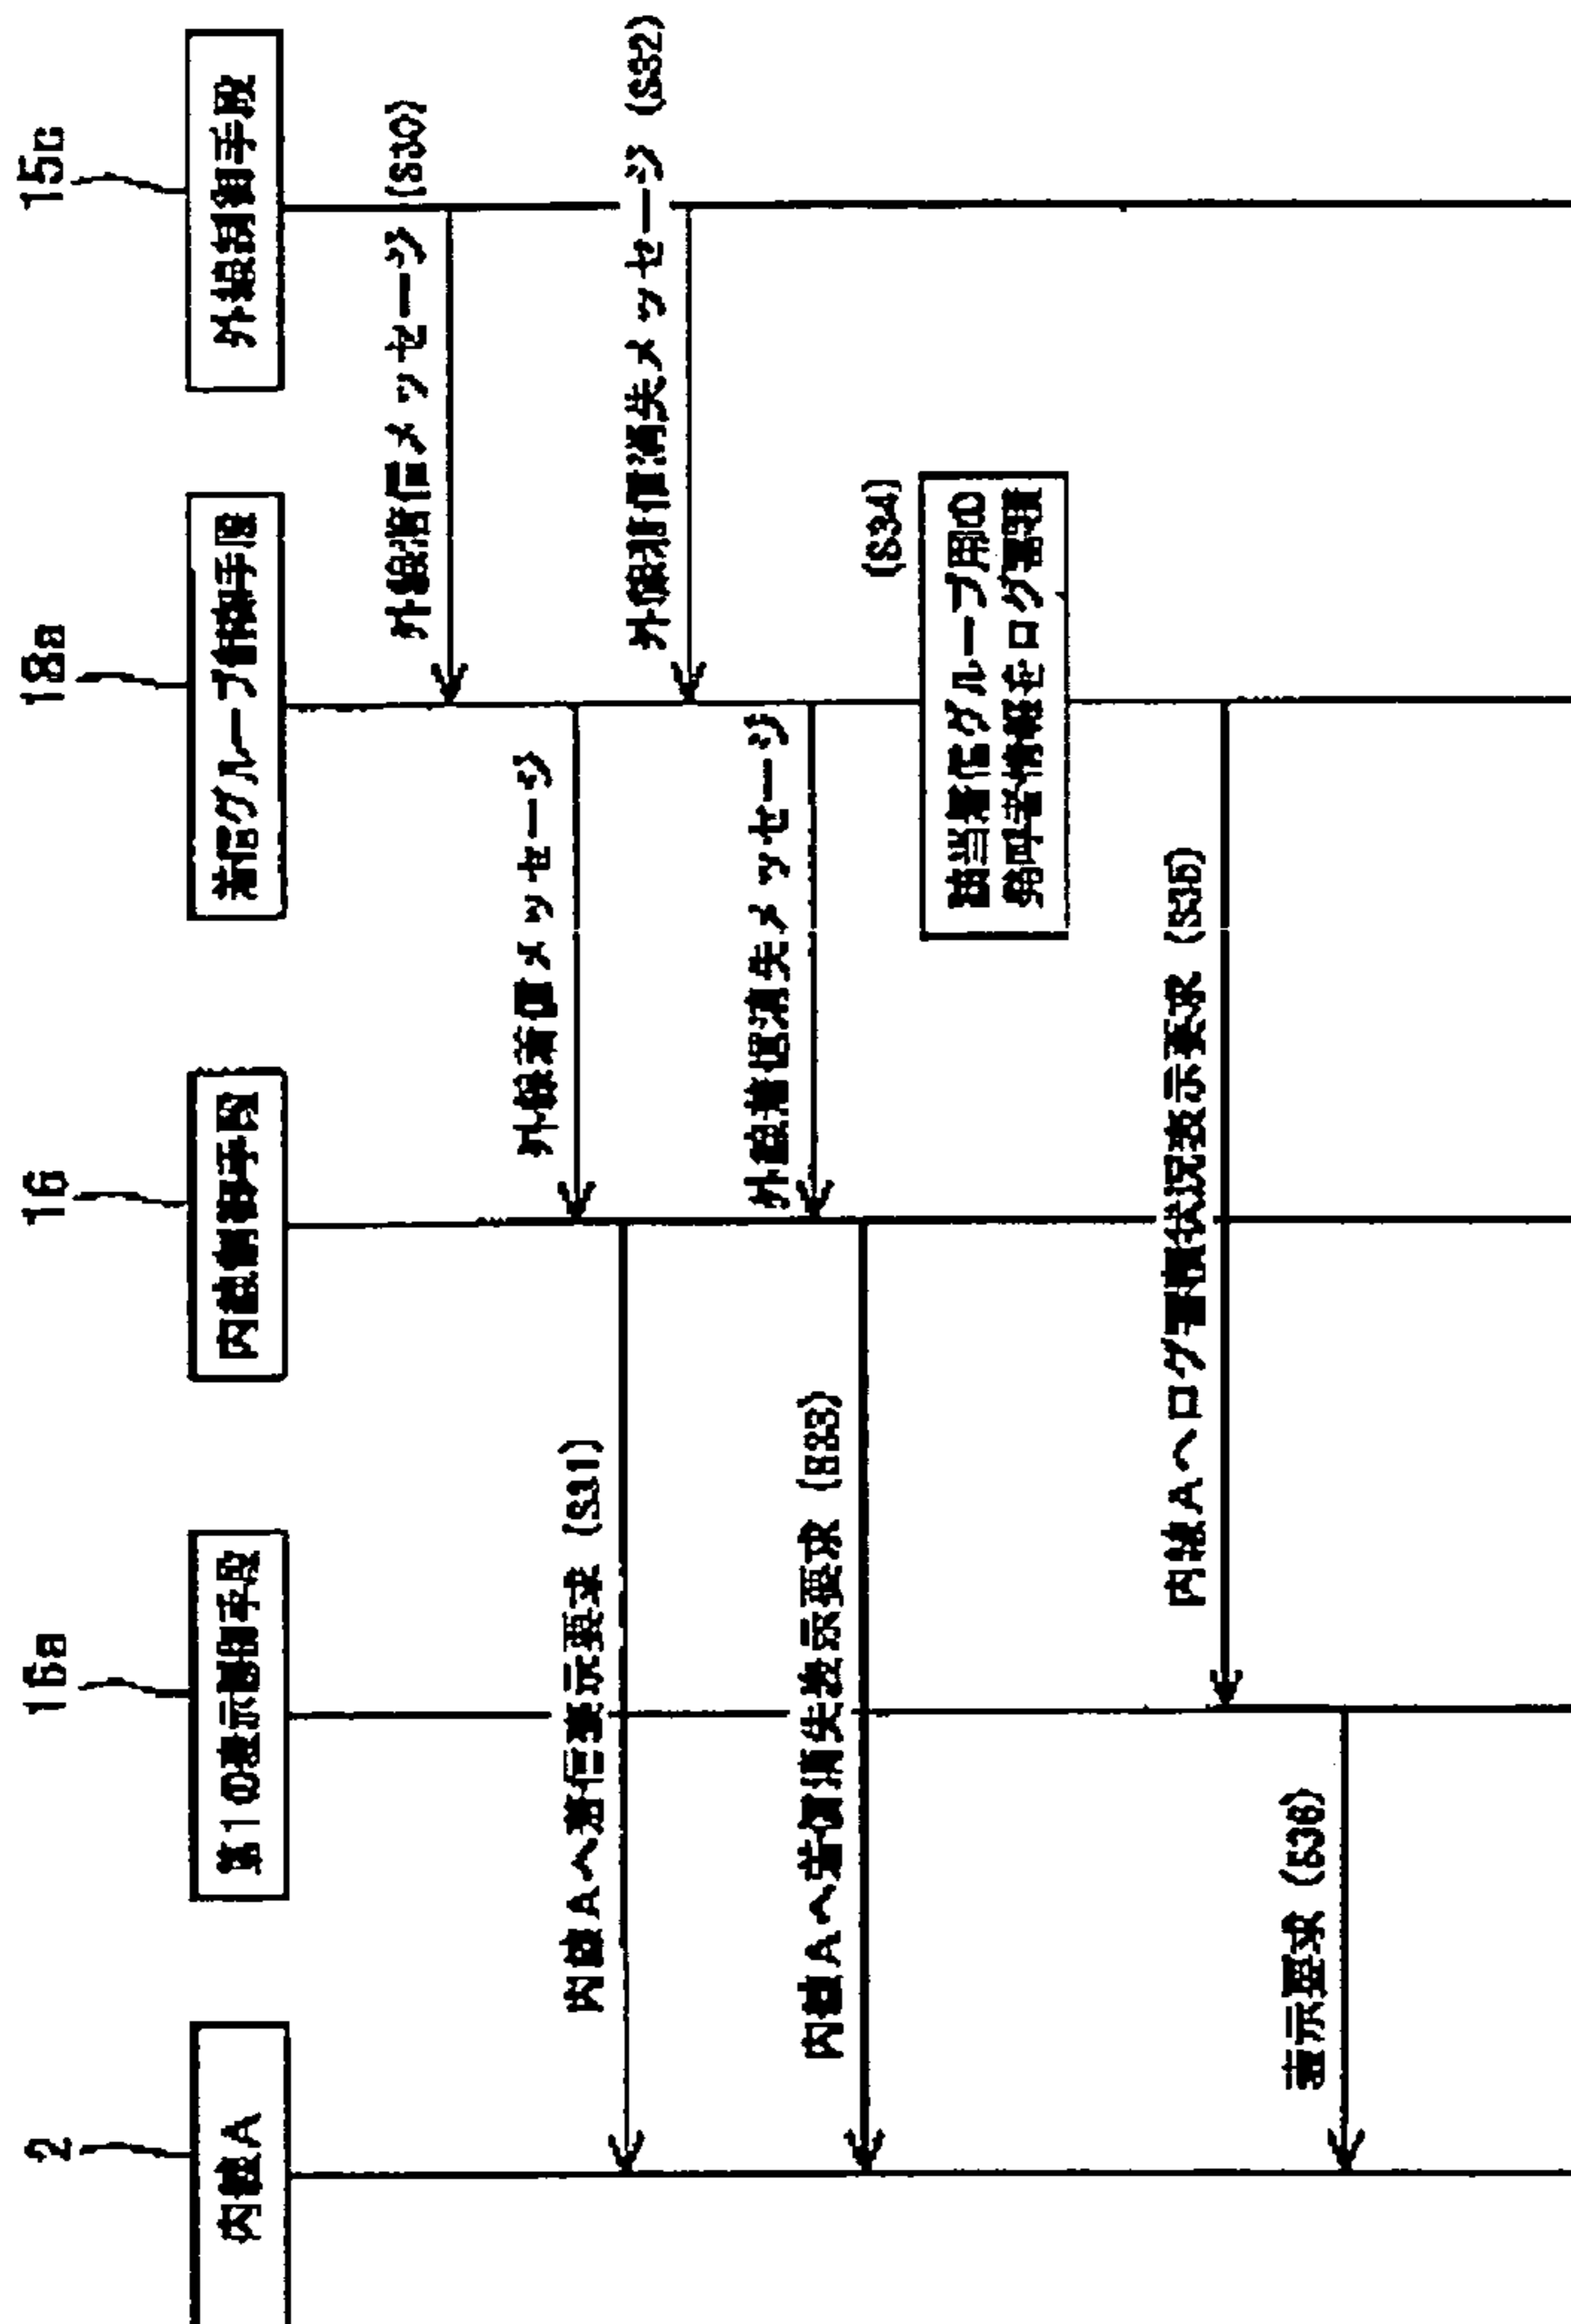 2
16a
16
18a
15c
内線A
第1の表示制御手段
内線制御手段
着信グループ制御手段
外線制御手段
外線着信メッセージ (S30)
外線着信メッセージ
内線Aへ着信表示要求 (S31)
外線着信消失メッセージ (S32)
外線着信消失メッセージ
内線Aへ着信消失表示要求 (S33)
(S34)
該当着信グループ用の
発呼者情報をログ蓄積
内線Aへログ蓄積状況表示要求 (S35)
表示要求 (S36)